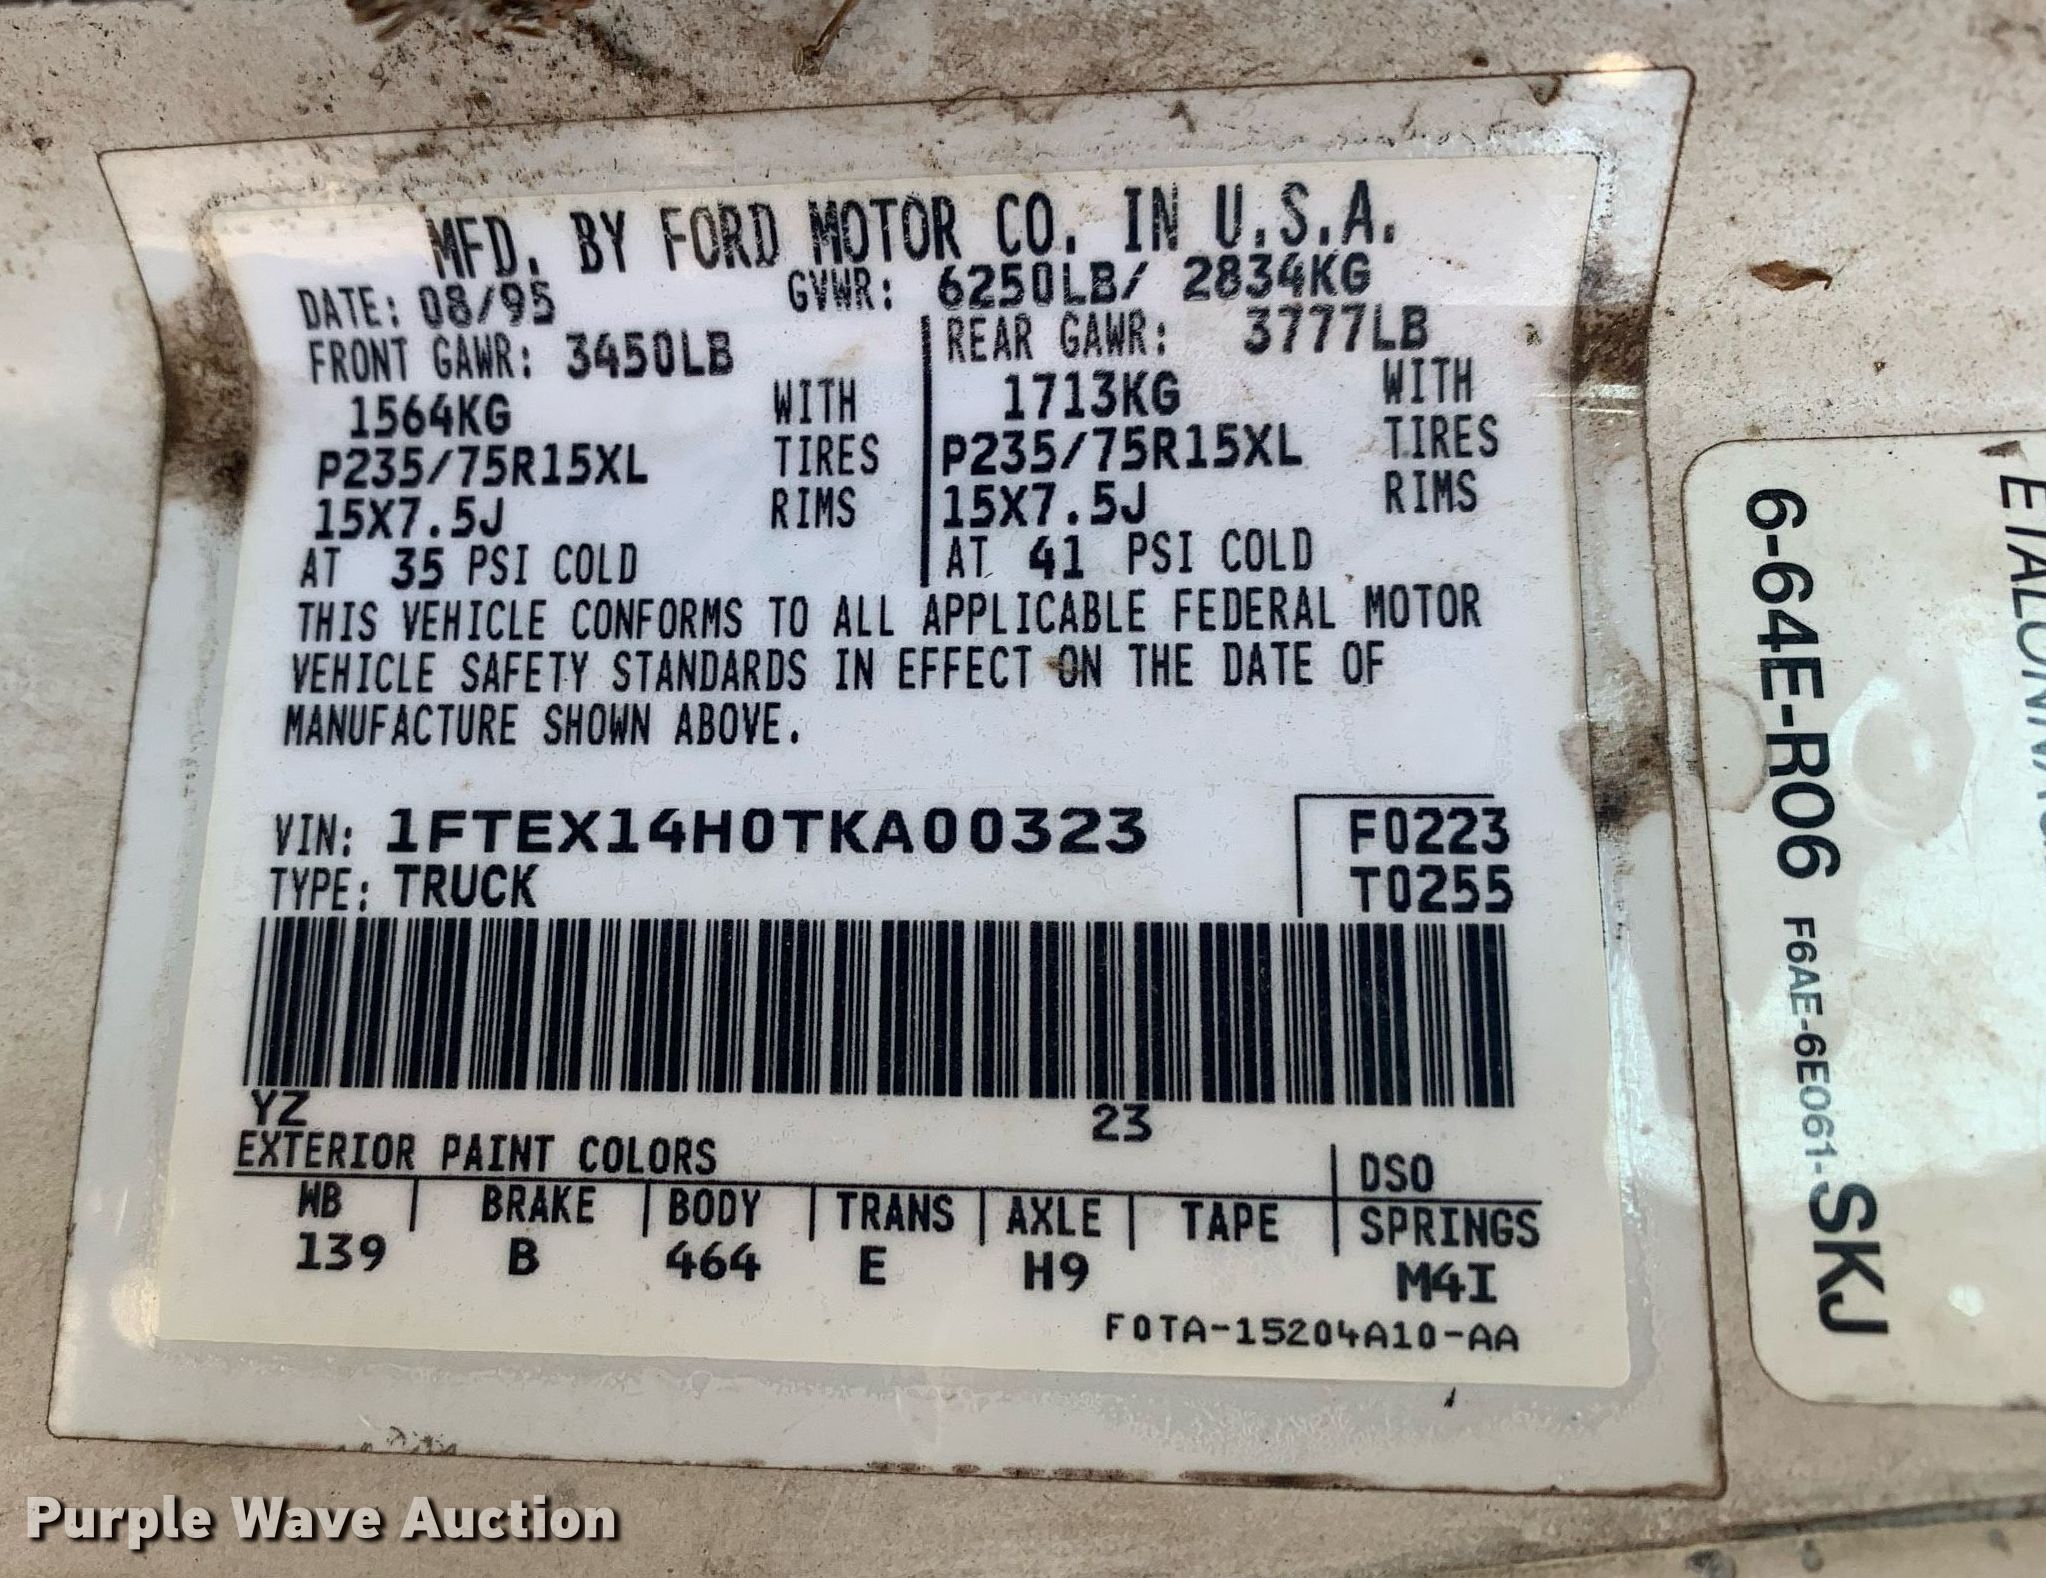 MFD. BY FORD MOTOR CO. IN U.S.A.
DATE: 08/95 GVWR: 6250LB/ 2834KG
FRONT GAWR: 3450LB REAR GAWR: 3777LB
1564KG WITH 1713KG WITH
P235/75R15XL TIRES P235/75R15XL TIRES
15X7.5J RIMS 15X7.5J RIMS
AT 35 PSI COLD AT 41 PSI COLD
THIS VEHICLE CONFORMS TO ALL APPLICABLE FEDERAL MOTOR
VEHICLE SAFETY STANDARDS IN EFFECT ON THE DATE OF
MANUFACTURE SHOWN ABOVE.
VIN: 1FTEX14H0TKA00323 F0223
TYPE: TRUCK T0255
YZ 23
EXTERIOR PAINT COLORS DSO
WB BRAKE BODY TRANS AXLE TAPE SPRINGS
139 B 464 E H9 M4I
F0TA-15204A10-AA
6-64E-R06 F6AE-6E061-SKJ
Purple Wave Auction